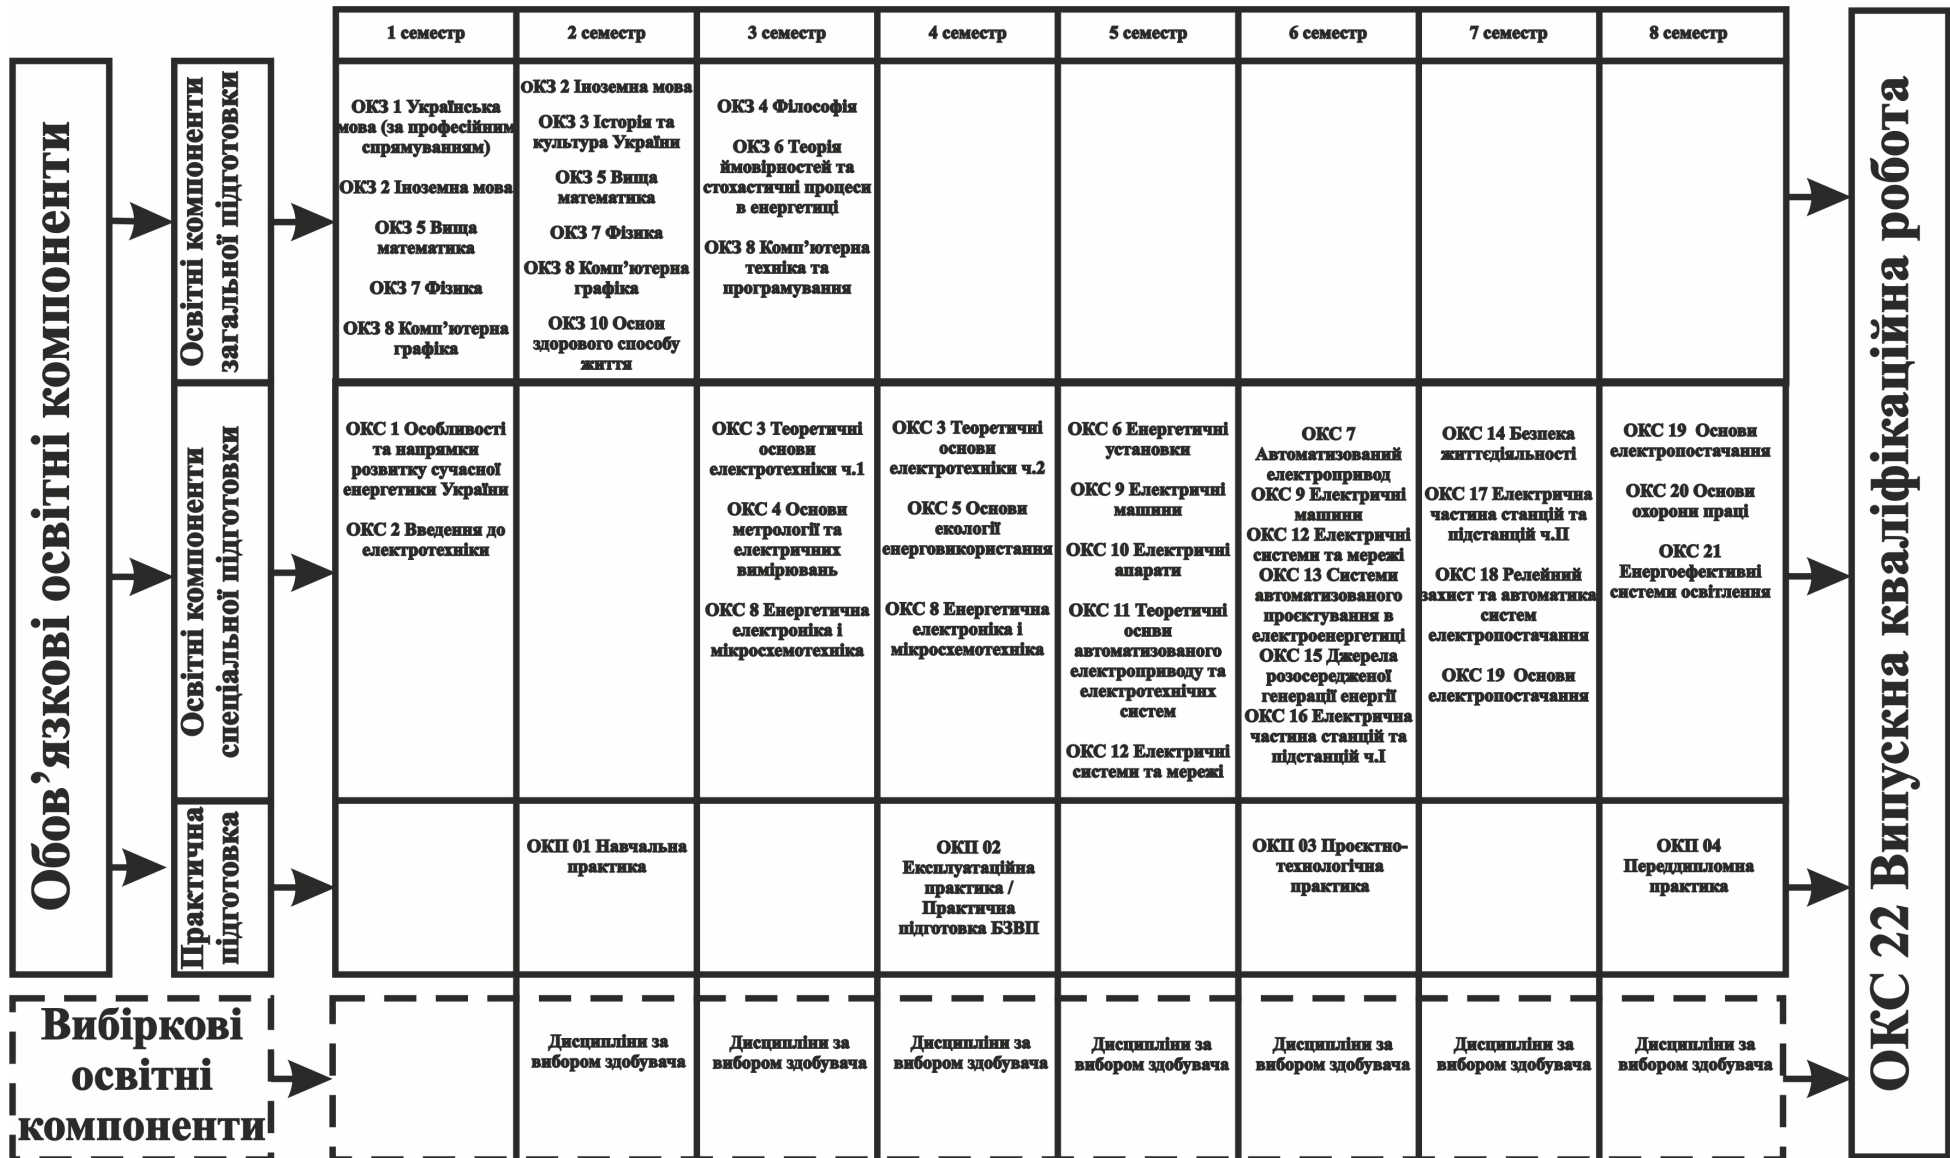 1 семестр
2 семестр
3 семестр
4 семестр
5 семестр
6 семестр
7 семестр
8 семестр
Обов’язкові освітні компоненти
Освітні компоненти
загальної підготовки
ОКЗ 1 Українська
мова (за професійним
спрямуванням)
ОКЗ 2 Іноземна мова
ОКЗ 5 Вища
математика
ОКЗ 7 Фізика
ОКЗ 8 Комп’ютерна
графіка
ОКЗ 2 Іноземна мова
ОКЗ 3 Історія та
культура України
ОКЗ 5 Вища
математика
ОКЗ 7 Фізика
ОКЗ 8 Комп’ютерна
графіка
ОКЗ 10 Основи
здорового способу
життя
ОКЗ 4 Філософія
ОКЗ 6 Теорія
ймовірностей та
стохастичні процеси
в енергетиці
ОКЗ 8 Комп’ютерна
техніка та
програмування
Освітні компоненти
спеціальної підготовки
ОКС 1 Особливості
та напрямки
розвитку сучасної
енергетики України
ОКС 2 Введення до
електротехніки
ОКС 3 Теоретичні
основи
електротехніки ч.1
ОКС 4 Основи
метрології та
електричних
вимірювань
ОКС 8 Енергетична
електроніка і
мікросхемотехніка
ОКС 3 Теоретичні
основи
електротехніки ч.2
ОКС 5 Основи
екології
енерговикористання
ОКС 8 Енергетична
електроніка і
мікросхемотехніка
ОКС 6 Енергетичні
установки
ОКС 9 Електричні
машини
ОКС 10 Електричні
апарати
ОКС 11 Теоретичні
оснви
автоматизованого
електроприводу та
електротехнічнх
систем
ОКС 12 Електричні
системи та мережі
ОКС 7
Автоматизований
електропривод
ОКС 9 Електричні
машини
ОКС 12 Електричні
системи та мережі
ОКС 13 Системи
автоматизованого
проєктування в
електроенергетиці
ОКС 15 Джерела
розосередженої
генерації енергії
ОКС 16 Електрична
частина станцій та
підстанцій ч.І
ОКС 14 Безпека
життєдіяльності
ОКС 17 Електрична
частина станцій та
підстанцій ч.ІІ
ОКС 18 Релейний
захист та автоматика
систем
електропостачання
ОКС 19 Основи
електропостачання
ОКС 19 Основи
електропостачання
ОКС 20 Основи
охорони праці
ОКС 21
Енергоефективні
системи освітлення
Практична
підготовка
ОКП 01 Навчальна
практика
ОКП 02
Експлуатаційна
практика /
Практична
підготовка БЗВП
ОКП 03 Проєктно-
технологічна
практика
ОКП 04
Переддипломна
практика
Вибіркові
освітні
компоненти
Дисципліни за
вибором здобувача
Дисципліни за
вибором здобувача
Дисципліни за
вибором здобувача
Дисципліни за
вибором здобувача
Дисципліни за
вибором здобувача
Дисципліни за
вибором здобувача
Дисципліни за
вибором здобувача
ОКС 22 Випускна кваліфікаційна робота